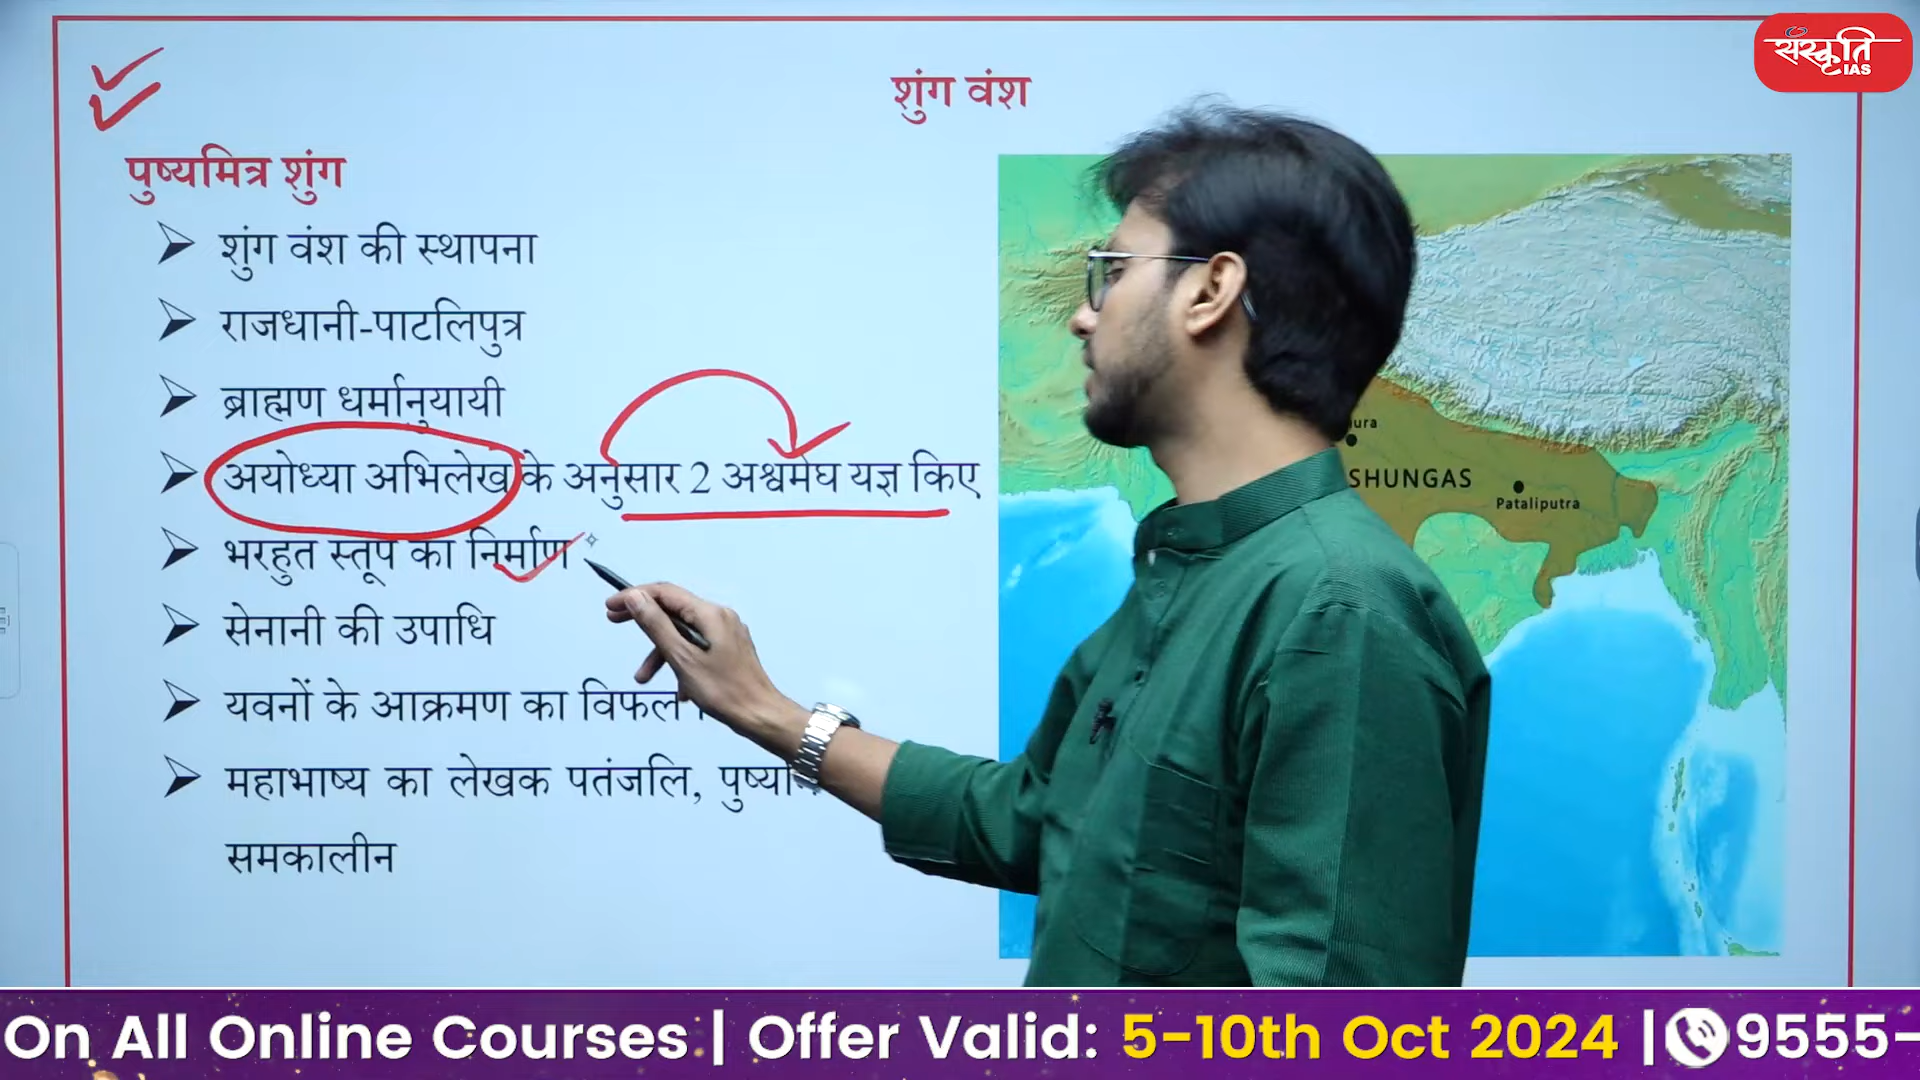 संस्कृति
IAS
शुंग वंश
पुष्यमित्र शुंग
शुंग वंश की स्थापना
राजधानी-पाटलिपुत्र
ब्राह्मण धर्मानुयायी
अयोध्या अभिलेख के अनुसार 2 अश्वमेघ यज्ञ किए
भरहुत स्तूप का निर्माण
सेनानी की उपाधि
यवनों के आक्रमण का विफल
महाभाष्य का लेखक पतंजलि,
समकालीन
SHUNGAS
Pataliputra
On All Online Courses | Offer Valid: 5-10th Oct 2024 | 9555-